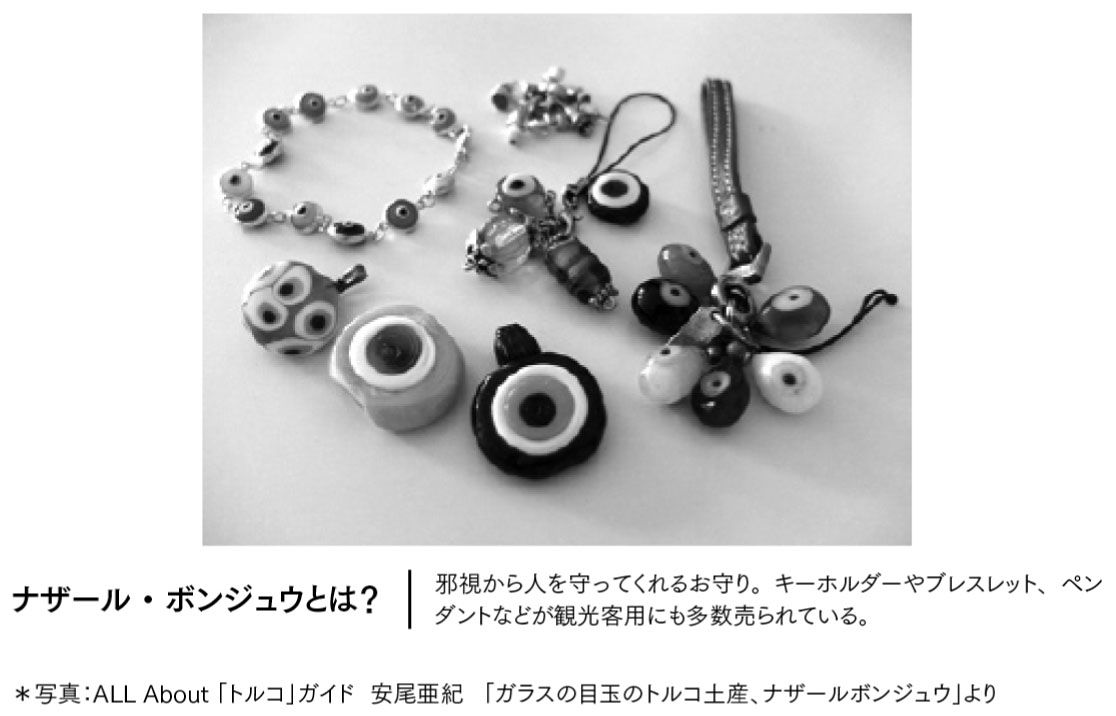 ナザール・ボンジュウとは?
邪視から人を守ってくれるお守り。キーホルダーやブレスレット、ペン
ダントなどが観光客用にも多数売られている。
*写真:ALL About「トルコ」ガイド 安尾亜紀 「ガラスの目玉のトルコ土産、ナザールボンジュウ」より